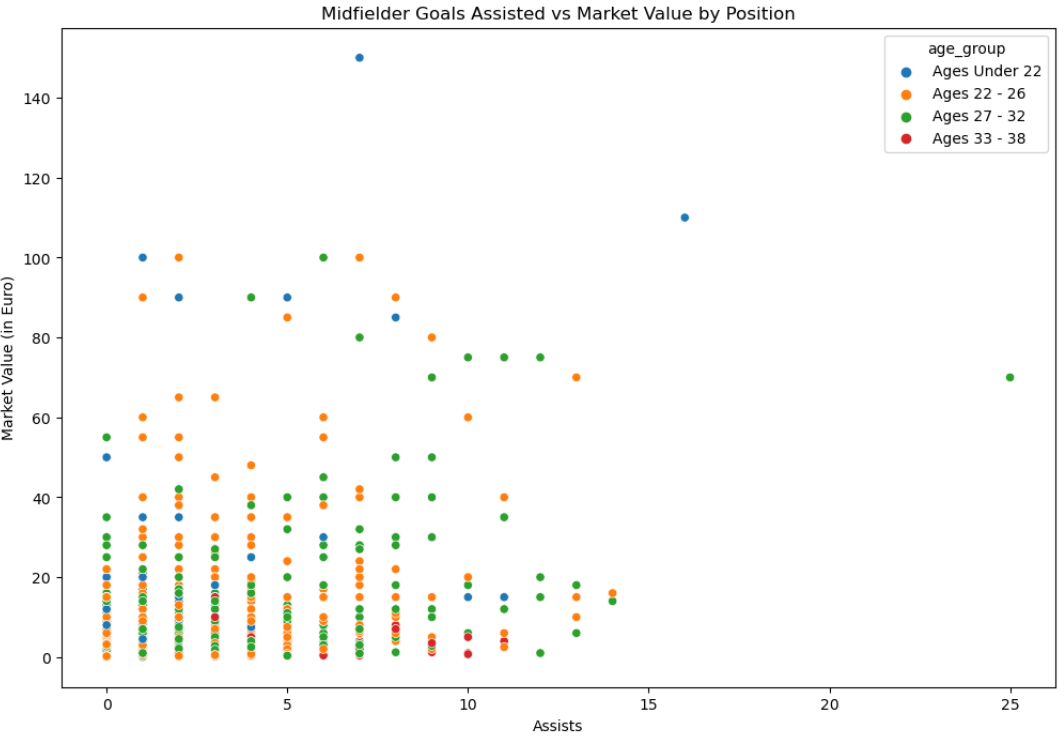 Midfielder Goals Assisted vs Market Value by Position
age_group
Ages Under 22
Ages 22 - 26
Ages 27 - 32
Ages 33 - 38
Market Value (in Euro)
140
120
100
80
60
40
20
0
0 5 10 15 20 25
Assists